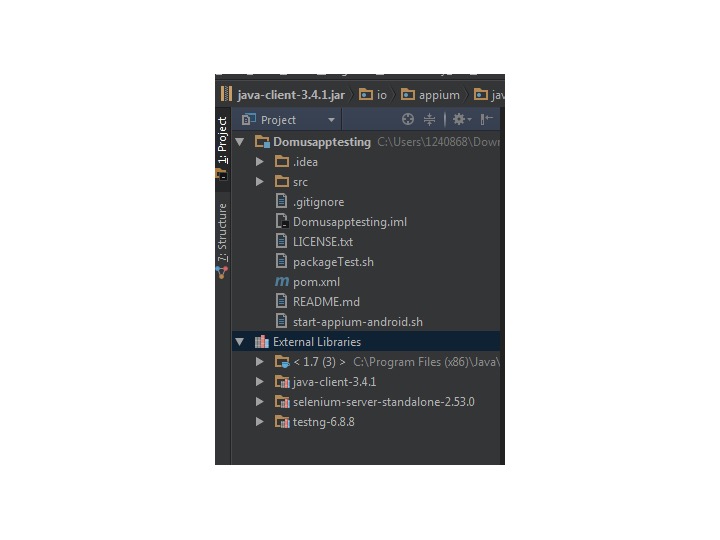 java-client-3.4.1.jar io appium
Project
1: Project
7: Structure
Domusapptesting C:\Users\1240868\Down
.idea
src
.gitignore
Domusapptesting.iml
LICENSE.txt
packageTest.sh
pom.xml
README.md
start-appium-android.sh
External Libraries
< 1.7 (3) > C:\Program Files (x86)\Java\
java-client-3.4.1
selenium-server-standalone-2.53.0
testng-6.8.8